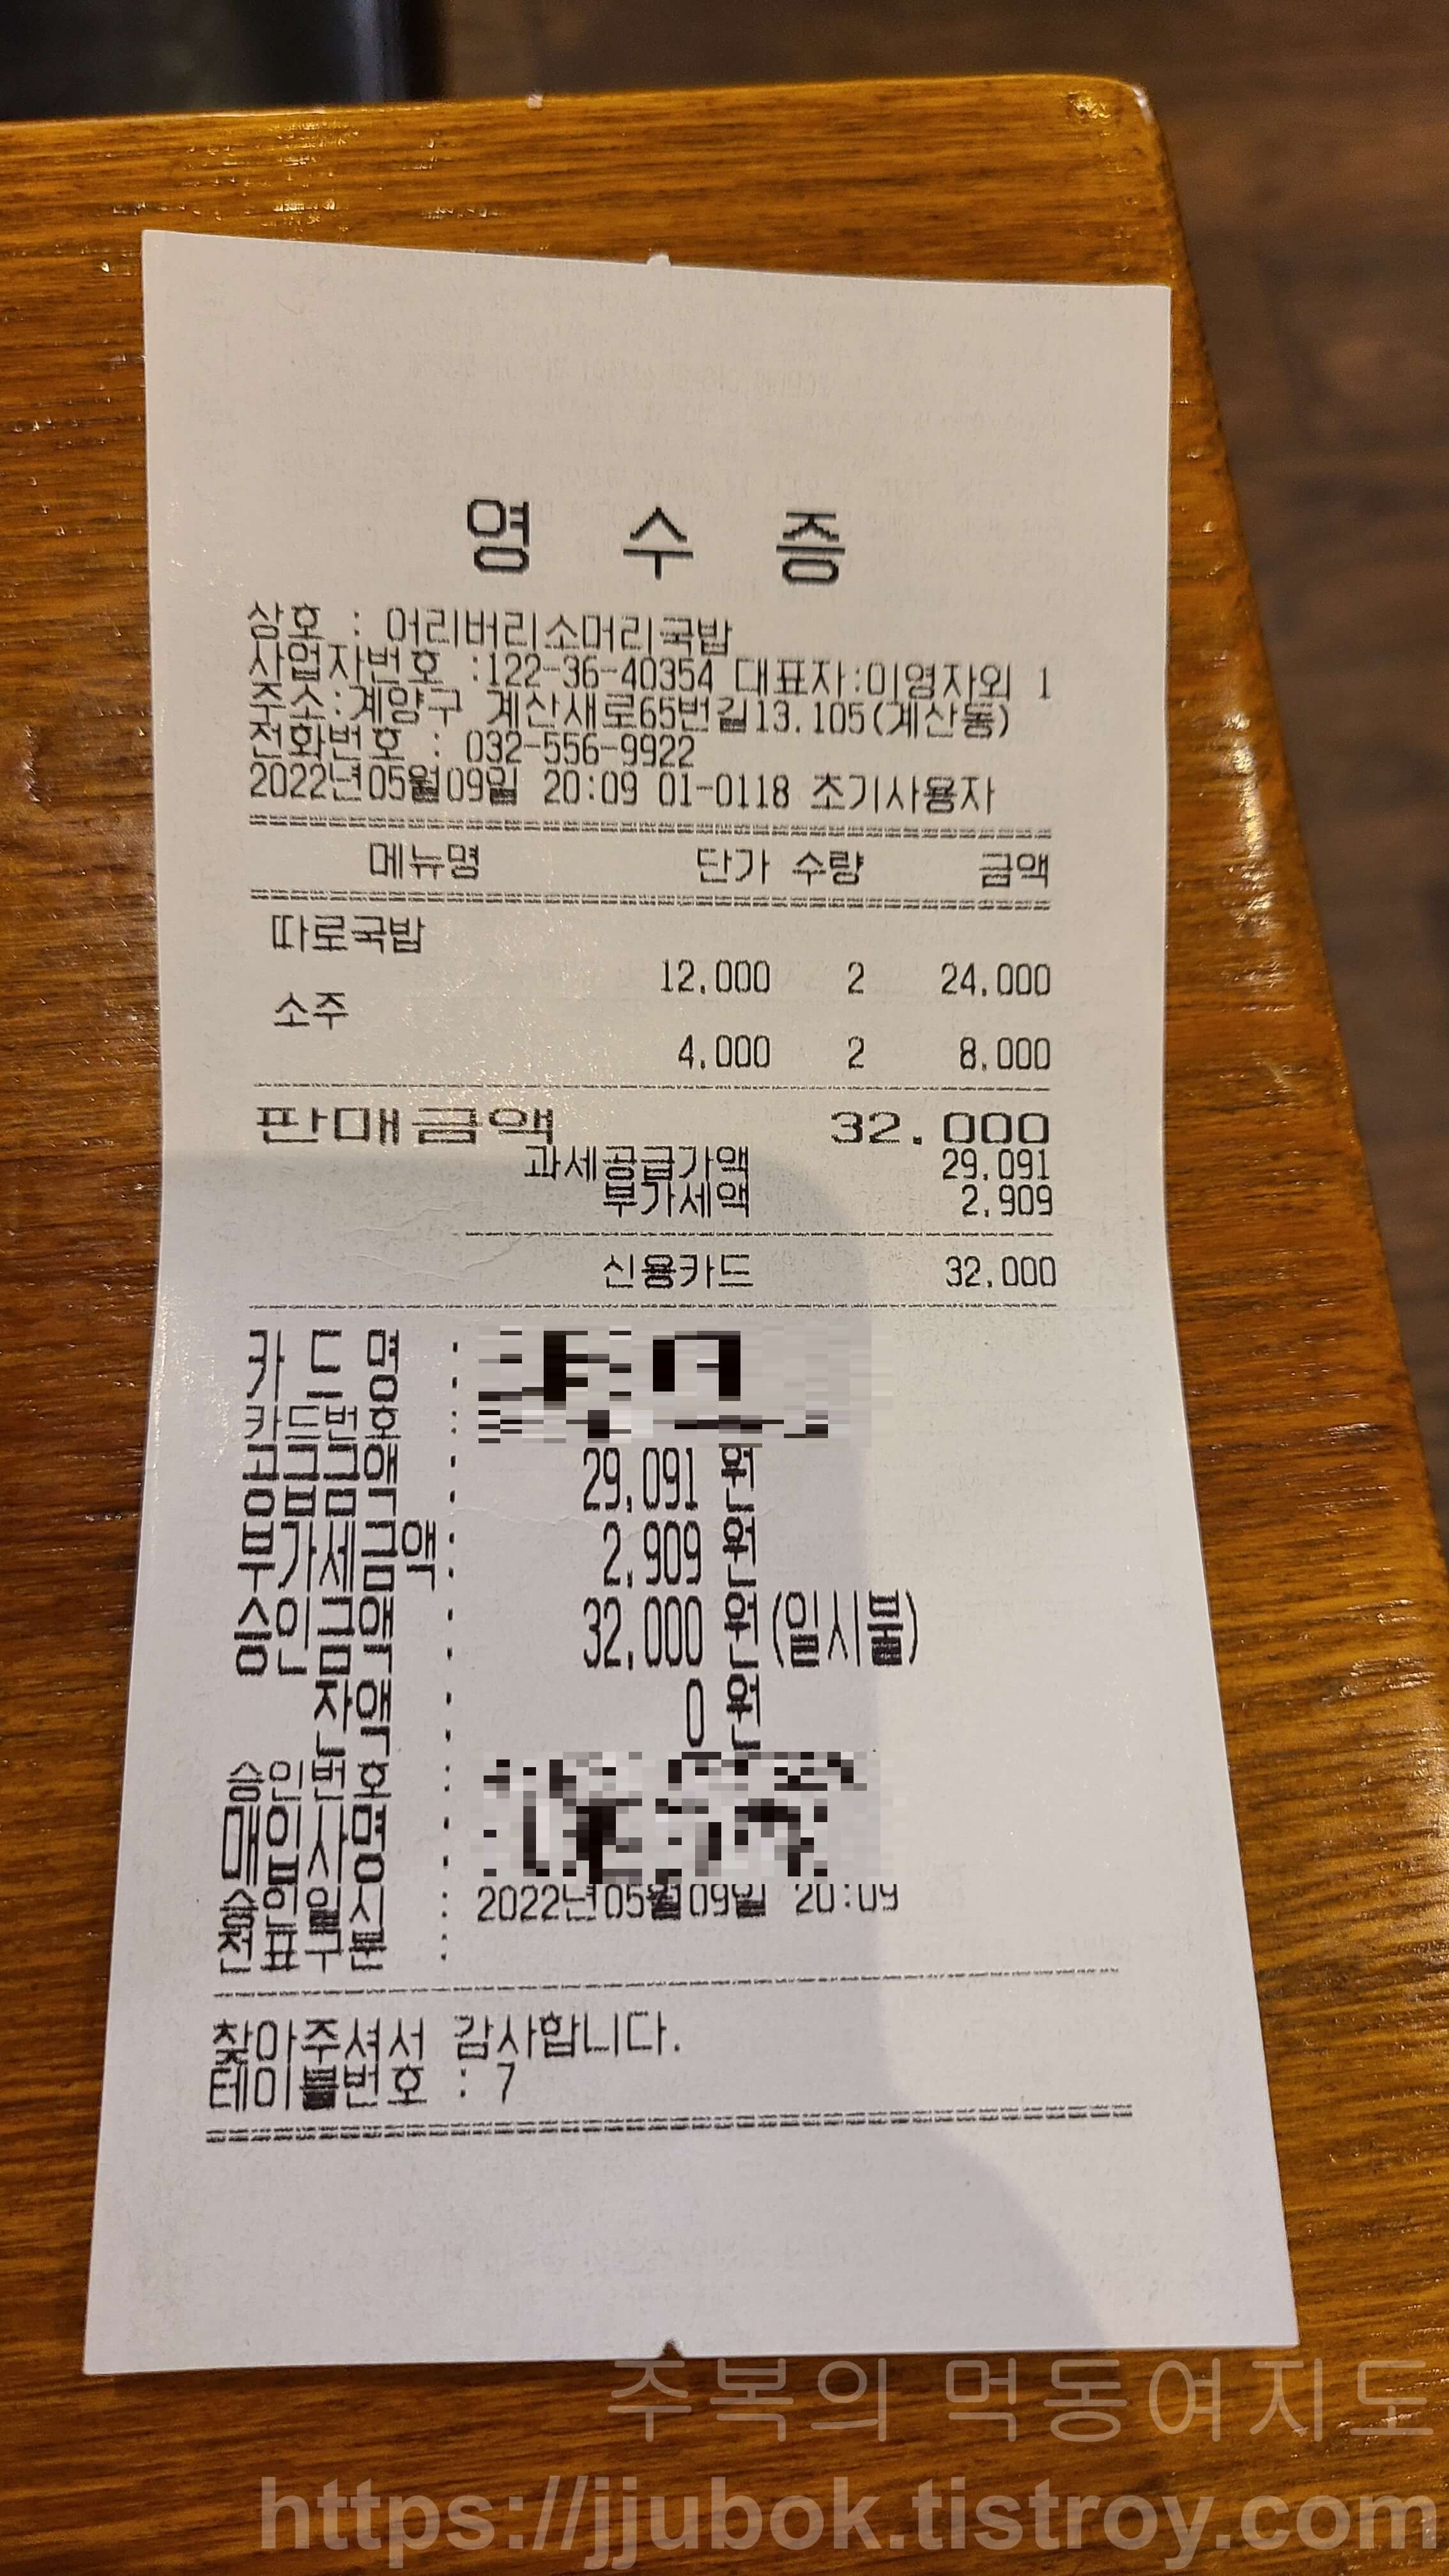 영 수 증
상호 : 어리버리소머리국밥
사업자번호 :122-36-40354 대표자:이영자외 1
주소:계양구 계산새로65번길13,105(계산동)
전화번호 : 032-556-9922
2022년05월09일 20:09 01-0118 초기사용자
메뉴명 단가 수량 금액
따로국밥
12,000 2 24,000
소주
4,000 2 8,000
판매금액 32,000
과세공급가액 29,091
부가세액 2,909
신용카드 32,000
카 드 명 :
카드번호 :
공급금액 : 29,091 원
부가세금액: 2,909 원
승인금액 : 32,000 원(일시불)
잔액 : 0 원
승인번호 :
매입사명 :
승인일시 : 2022년05월09일 20:09
전표구분 :
찾아주셔서 감사합니다.
테이블번호 : 7
주복의 먹동여지도
https://jjubok.tistroy.com